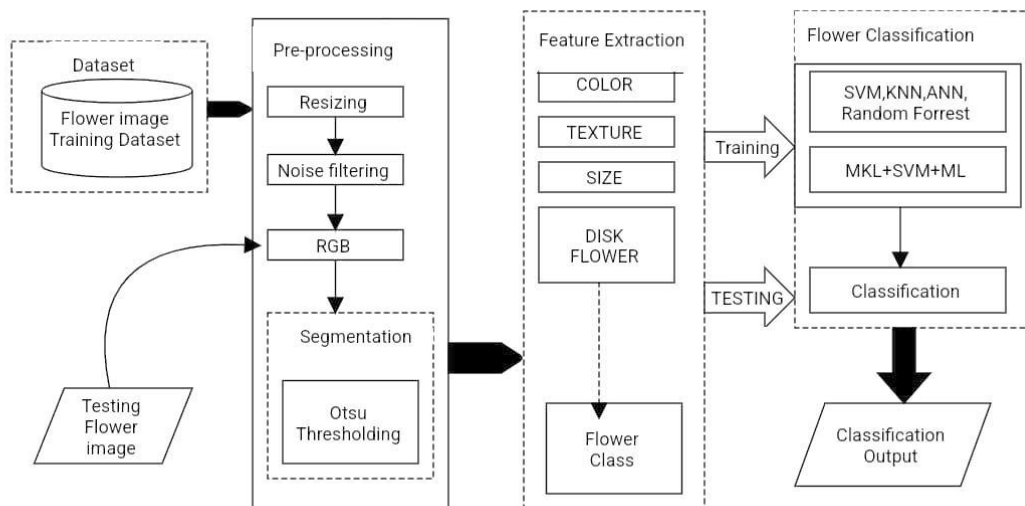 Dataset
Flower image
Training Dataset
Testing
Flower
image
Pre-processing
Resizing
Noise filtering
RGB
Segmentation
Otsu
Thresholding
Feature Extraction
COLOR
TEXTURE
SIZE
DISK
FLOWER
Flower
Class
Training
TESTING
Flower Classification
SVM,KNN,ANN,
Random Forrest
MKL+SVM+ML
Classification
Classification
Output